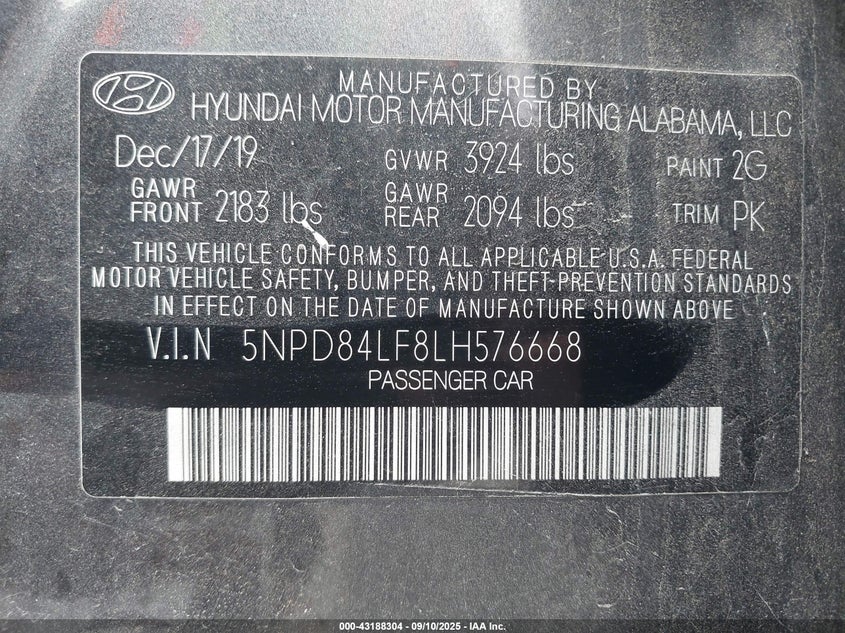 MANUFACTURED BY
HYUNDAI MOTOR MANUFACTURING ALABAMA, LLC
Dec/17/19 GVWR 3924 lbs PAINT 2G
GAWR FRONT 2183 lbs GAWR REAR 2094 lbs TRIM PK
THIS VEHICLE CONFORMS TO ALL APPLICABLE U.S.A. FEDERAL
MOTOR VEHICLE SAFETY, BUMPER, AND THEFT-PREVENTION STANDARDS
IN EFFECT ON THE DATE OF MANUFACTURE SHOWN ABOVE
V.I.N 5NPD84LF8LH576668
PASSENGER CAR
000-43188304 - 09/10/2025 - IAA Inc.